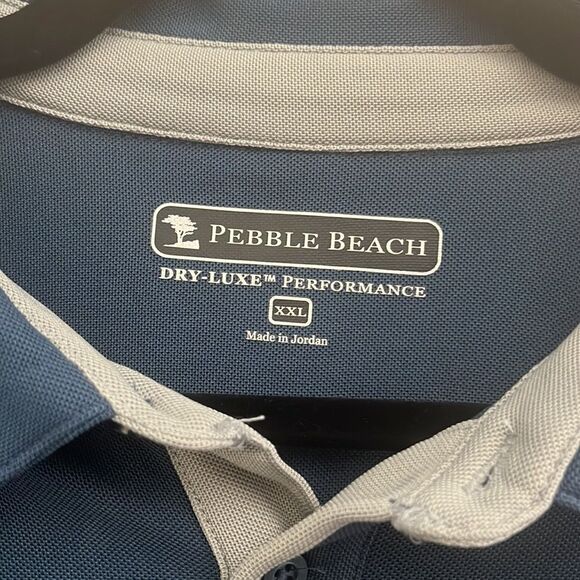 PEBBLE BEACH
DRY-LUXE™ PERFORMANCE
XXL
Made in Jordan